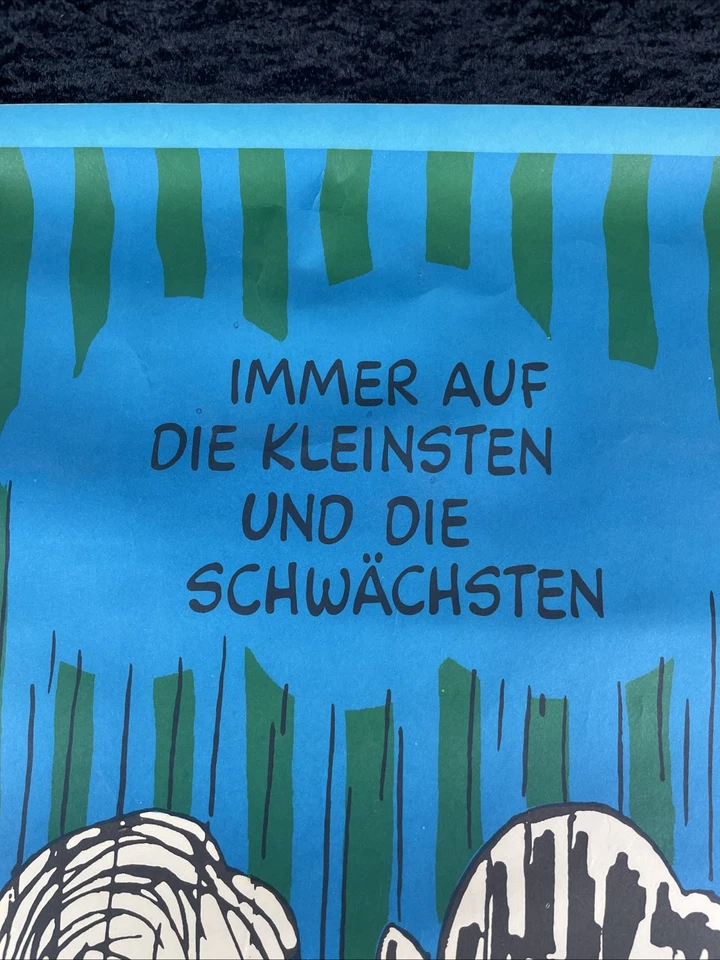 IMMER AUF
DIE KLEINSTEN
UND DIE
SCHWÄCHSTEN